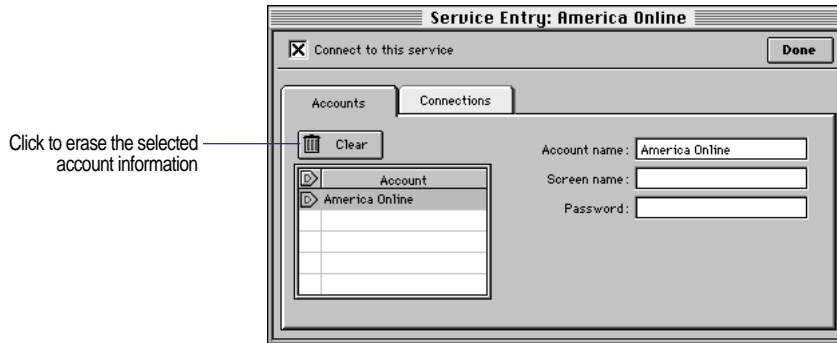 Service Entry: America Online
Connect to this service
Done
Accounts
Connections
Click to erase the selected
account information
Clear
Account name: America Online
Screen name:
Password:
D Account
D America Online